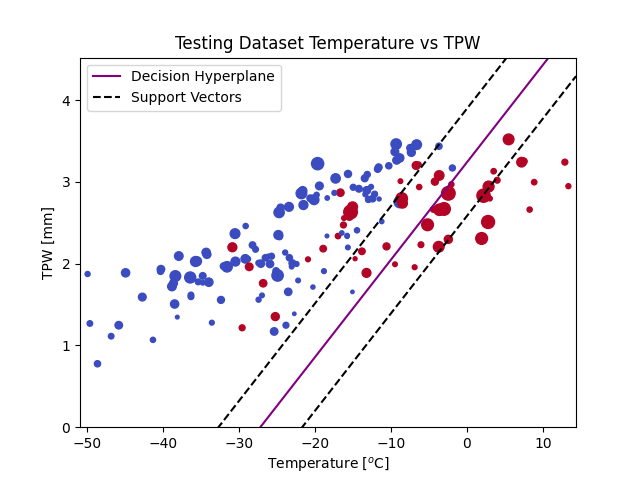 Testing Dataset Temperature vs TPW
Decision Hyperplane
Support Vectors
TPW [mm]
4
3
2
1
0
−50 −40 −30 −20 −10 0 10
Temperature [°C]